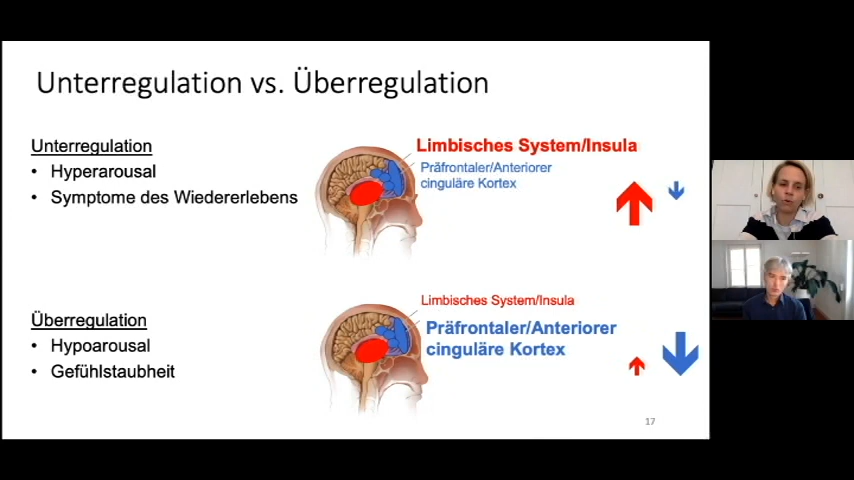 Unterregulation vs. Überregulation
Unterregulation
• Hyperarousal
• Symptome des Wiedererlebens
Limbisches System/Insula
Präfrontaler/Anteriorer
cinguläre Kortex
Überregulation
• Hypoarousal
• Gefühlstaubheit
Limbisches System/Insula
Präfrontaler/Anteriorer
cinguläre Kortex
17